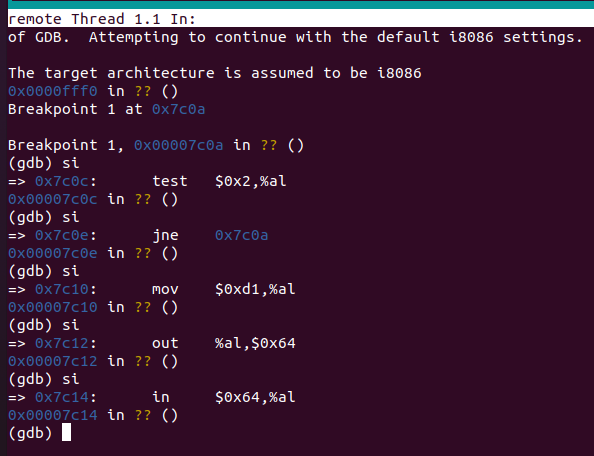 remote Thread 1.1 In:
of GDB.  Attempting to continue with the default i8086 settings.
The target architecture is assumed to be i8086
0x0000fff0 in ?? ()
Breakpoint 1 at 0x7c0a
Breakpoint 1, 0x00007c0a in ?? ()
(gdb) si
=> 0x7c0c:      test   $0x2,%al
0x00007c0c in ?? ()
(gdb) si
=> 0x7c0e:      jne    0x7c0a
0x00007c0e in ?? ()
(gdb) si
=> 0x7c10:      mov    $0xd1,%al
0x00007c10 in ?? ()
(gdb) si
=> 0x7c12:      out    %al,$0x64
0x00007c12 in ?? ()
(gdb) si
=> 0x7c14:      in     $0x64,%al
0x00007c14 in ?? ()
(gdb)